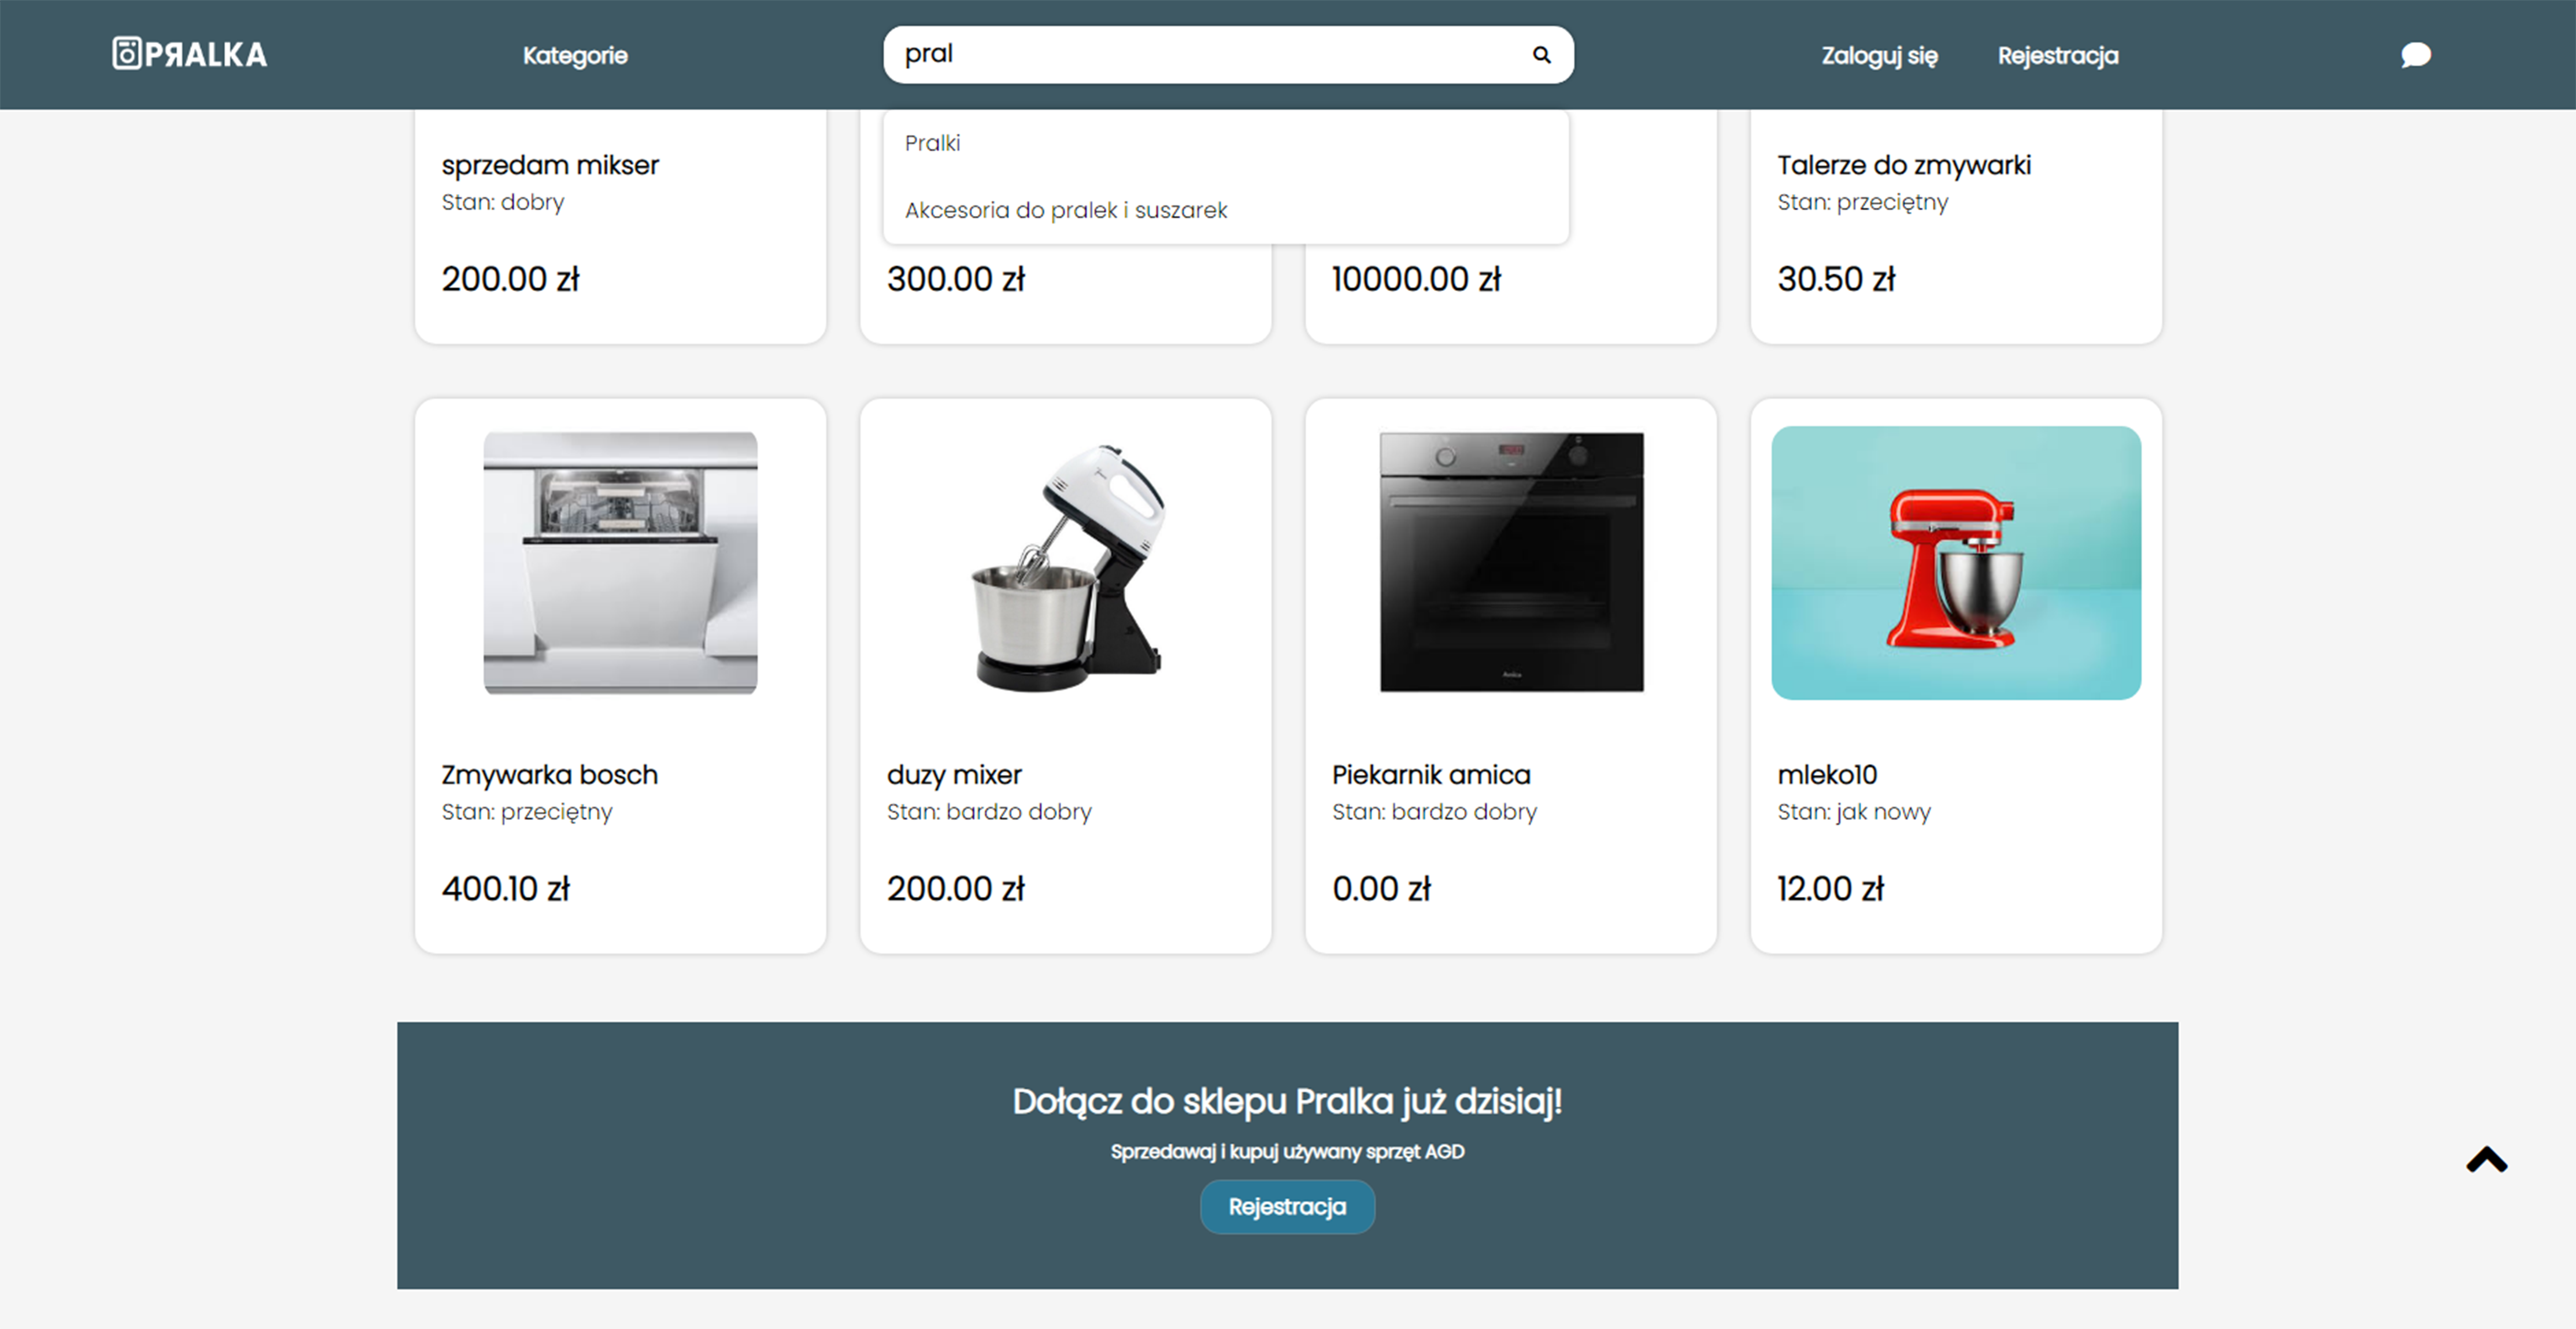 PЯALKA
Kategorie
pral
Zaloguj się
Rejestracja
Pralki
Akcesoria do pralek i suszarek
sprzedam mikser
Stan: dobry
200.00 zł
300.00 zł
10000.00 zł
Talerze do zmywarki
Stan: przeciętny
30.50 zł
Zmywarka bosch
Stan: przeciętny
400.10 zł
duzy mixer
Stan: bardzo dobry
200.00 zł
Amica
Piekarnik amica
Stan: bardzo dobry
0.00 zł
mleko10
Stan: jak nowy
12.00 zł
Dołącz do sklepu Pralka już dzisiaj!
Sprzedawaj i kupuj używany sprzęt AGD
Rejestracja